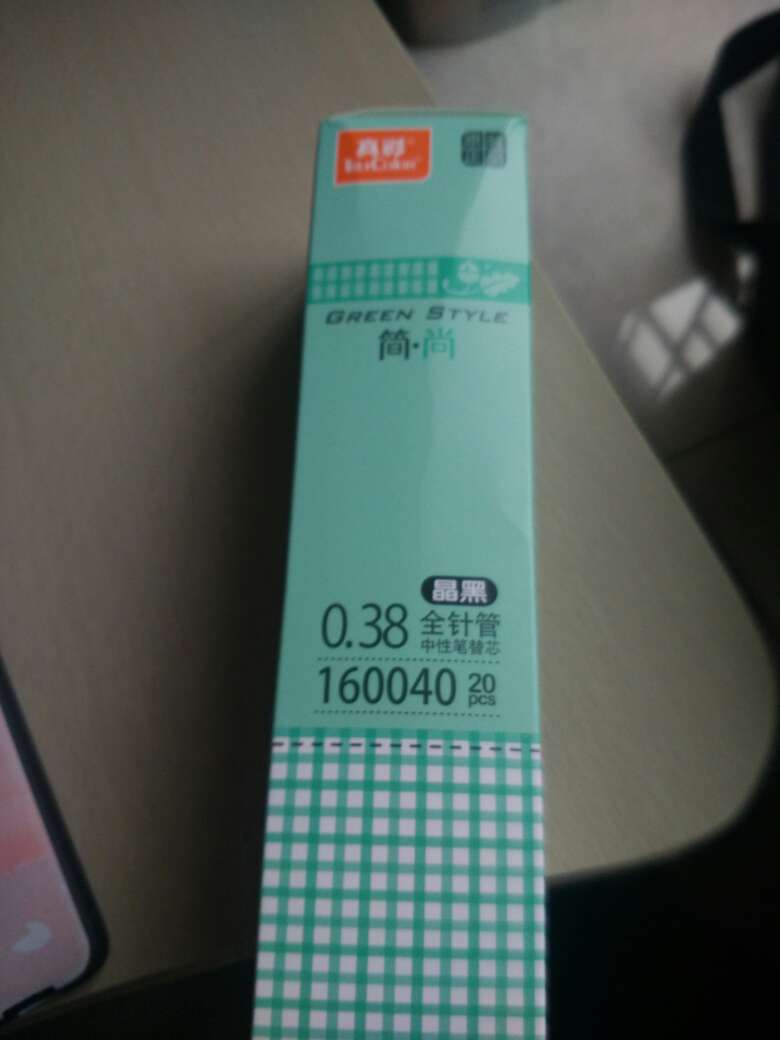 真彩
TrueColor
GREEN STYLE
简·尚
晶黑
0.38 全针管
中性笔替芯
160040 20
pcs